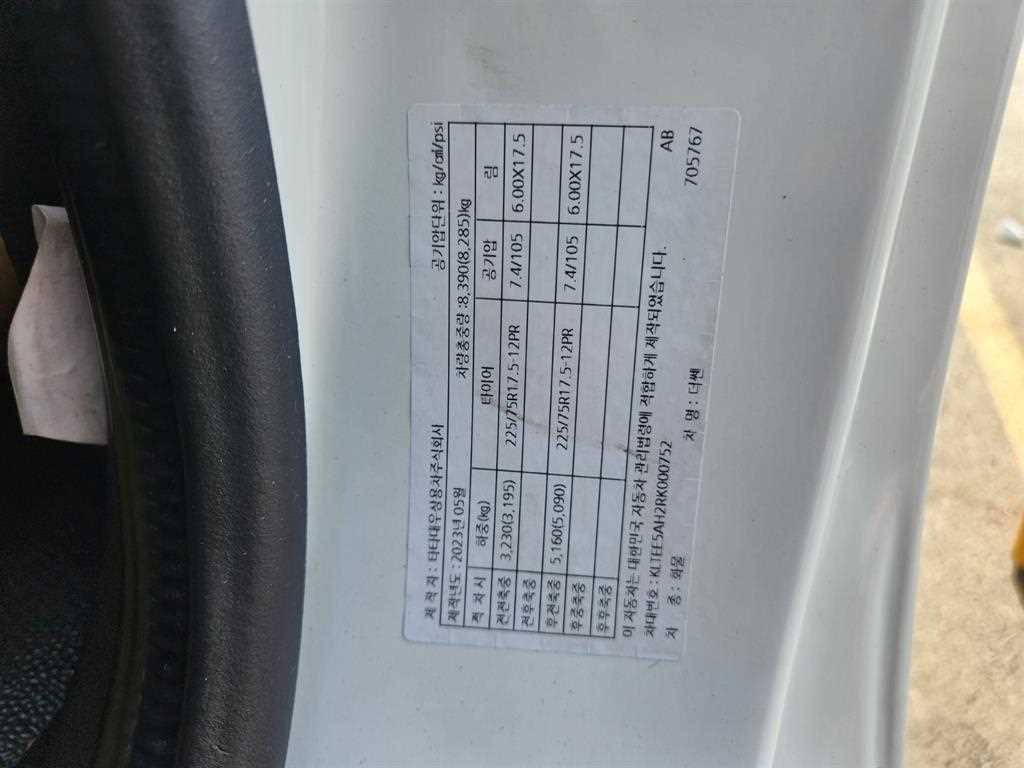 제 작 자 : 타타대우상용차주식회사 공기압단위 : kg/㎠/psi
제작년도 : 2023년 05월 차량총중량 :8,390(8,285)kg
적 차 시 하중(kg) 타이어 공기압 림
전전축중 3,230(3,195) 225/75R17.5-12PR 7.4/105 6.00X17.5
전후축중
후전축중 5,160(5,090) 225/75R17.5-12PR 7.4/105 6.00X17.5
후중축중
후후축중
이 자동차는 대한민국 자동차 관리법령에 적합하게 제작되었습니다.
차대번호 : KLTEE5AH2RK000752 AB
차 종 : 화물 차 명 : 더쎈 705767